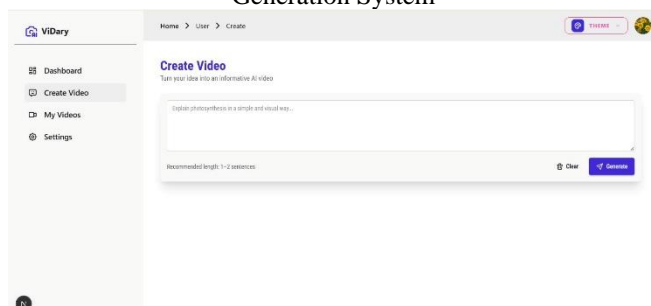 Generation System
ViDary
Home > User > Create
THEME
Dashboard
Create Video
My Videos
Settings
Create Video
Turn your idea into an informative AI video
Explain photosynthesis in a simple and visual way...
Recommended length: 1–2 sentences
Clear
Generate
N